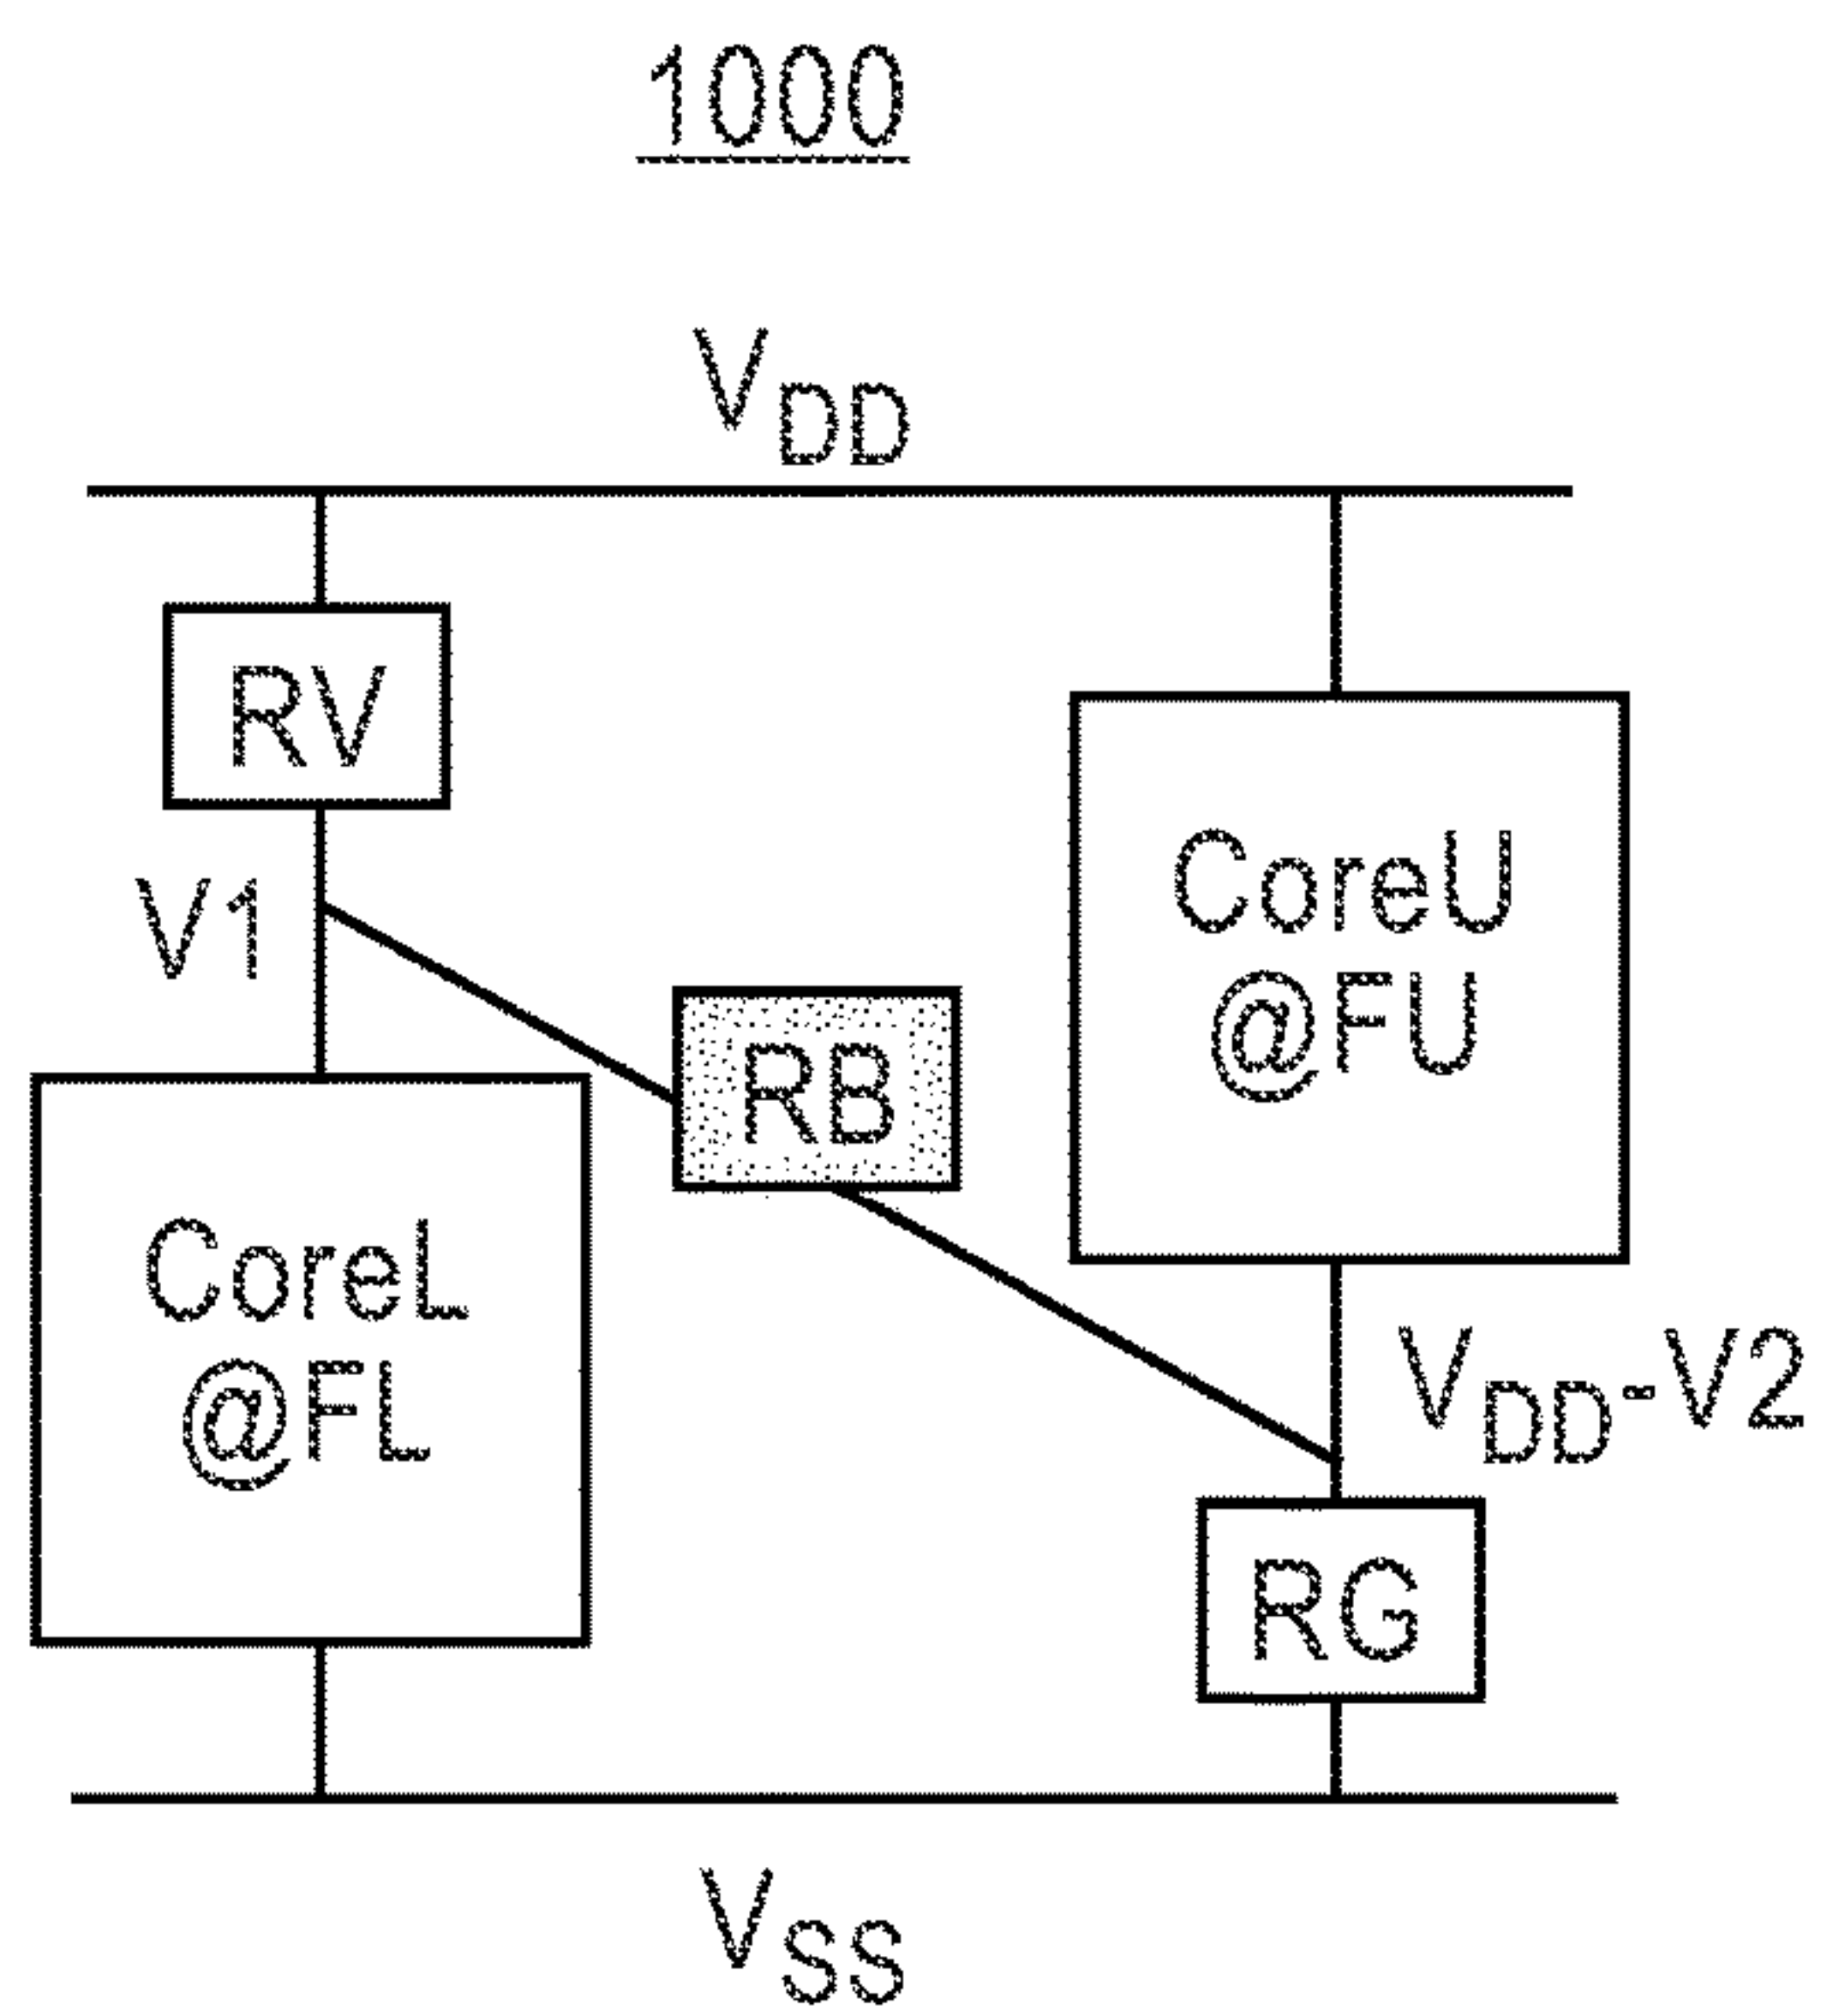 1000
VDD
RV
V1
CoreU
@FU
RB
CoreL
@FL
VDD-V2
RG
VSS